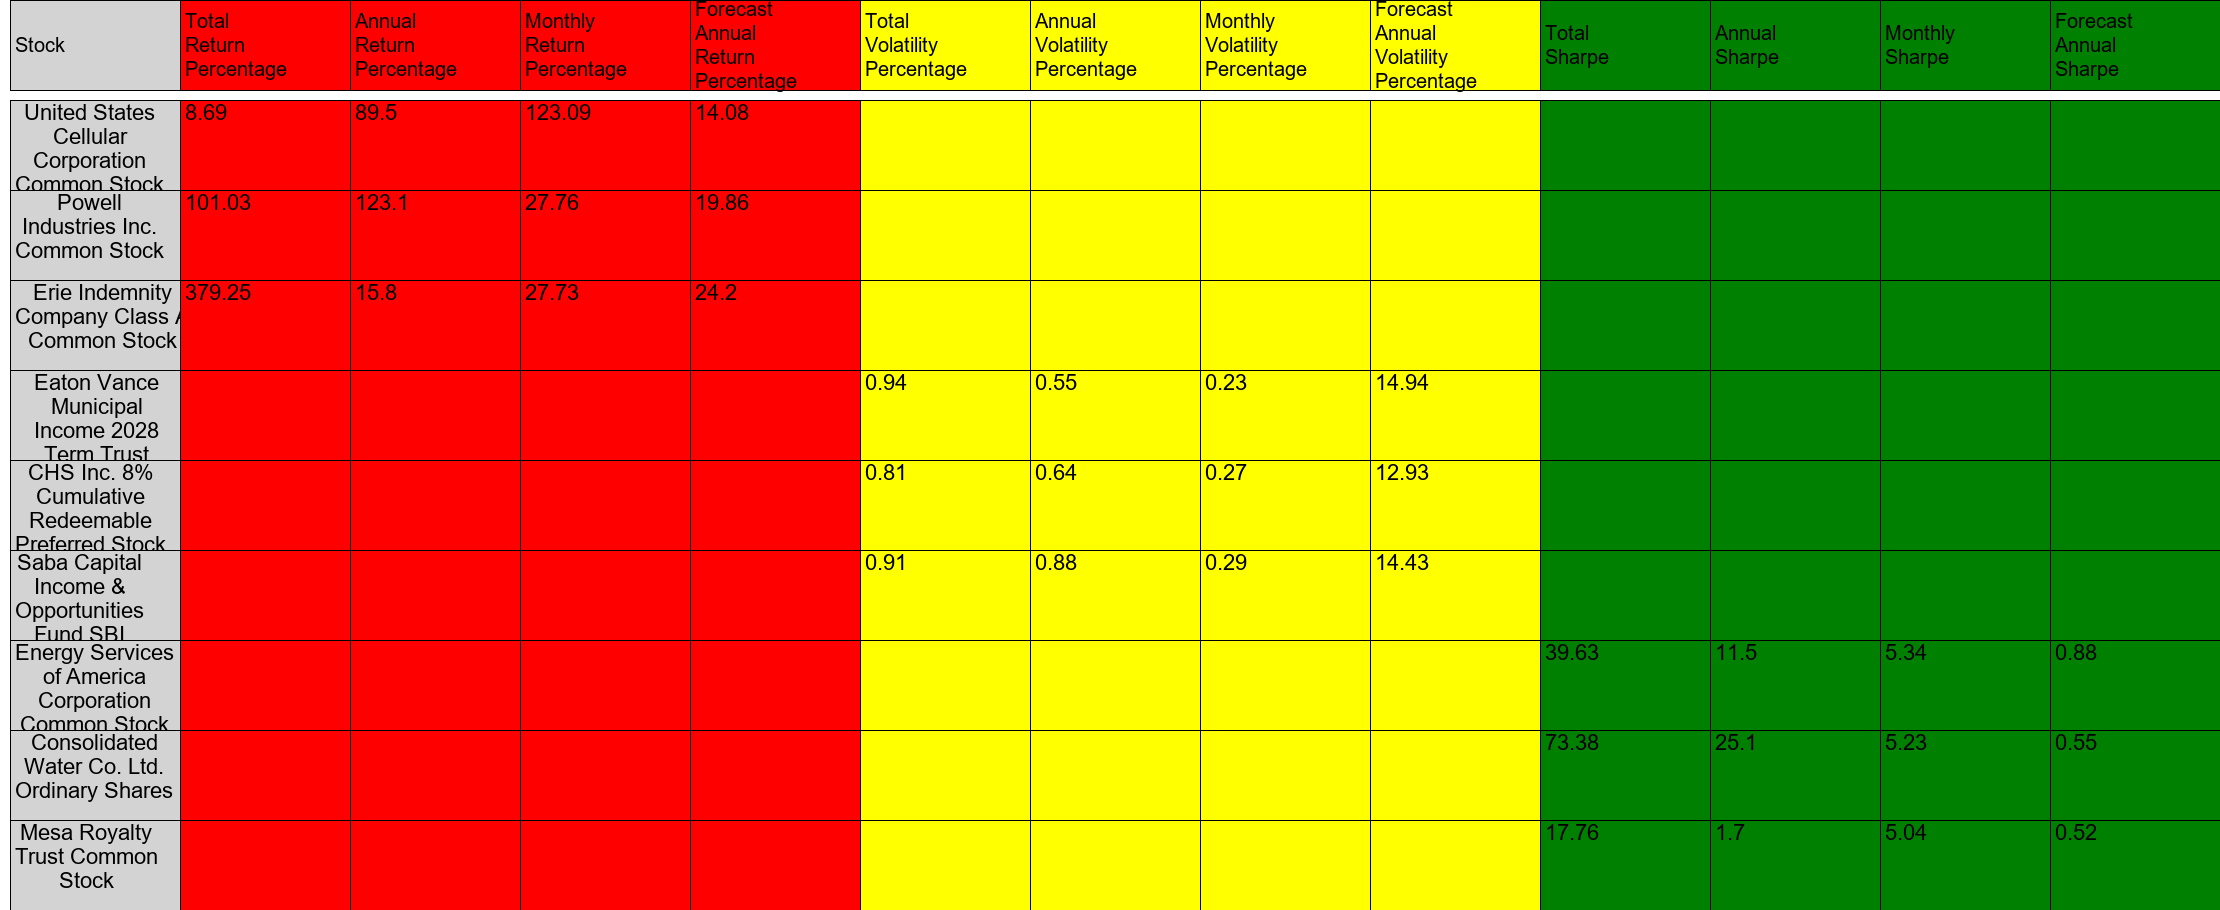 Stock
Total
Return
Percentage
Annual
Return
Percentage
Monthly
Return
Percentage
Forecast
Annual
Return
Percentage
Total
Volatility
Percentage
Annual
Volatility
Percentage
Monthly
Volatility
Percentage
Forecast
Annual
Volatility
Percentage
Total
Sharpe
Annual
Sharpe
Monthly
Sharpe
Forecast
Annual
Sharpe
United States
Cellular
Corporation
Common Stock
8.69
89.5
123.09
14.08
Powell
Industries Inc.
Common Stock
101.03
123.1
27.76
19.86
Erie Indemnity
Company Class A
Common Stock
379.25
15.8
27.73
24.2
Eaton Vance
Municipal
Income 2028
Term Trust
0.94
0.55
0.23
14.94
CHS Inc. 8%
Cumulative
Redeemable
Preferred Stock
0.81
0.64
0.27
12.93
Saba Capital
Income &
Opportunities
Fund SBI
0.91
0.88
0.29
14.43
Energy Services
of America
Corporation
Common Stock
39.63
11.5
5.34
0.88
Consolidated
Water Co. Ltd.
Ordinary Shares
73.38
25.1
5.23
0.55
Mesa Royalty
Trust Common
Stock
17.76
1.7
5.04
0.52